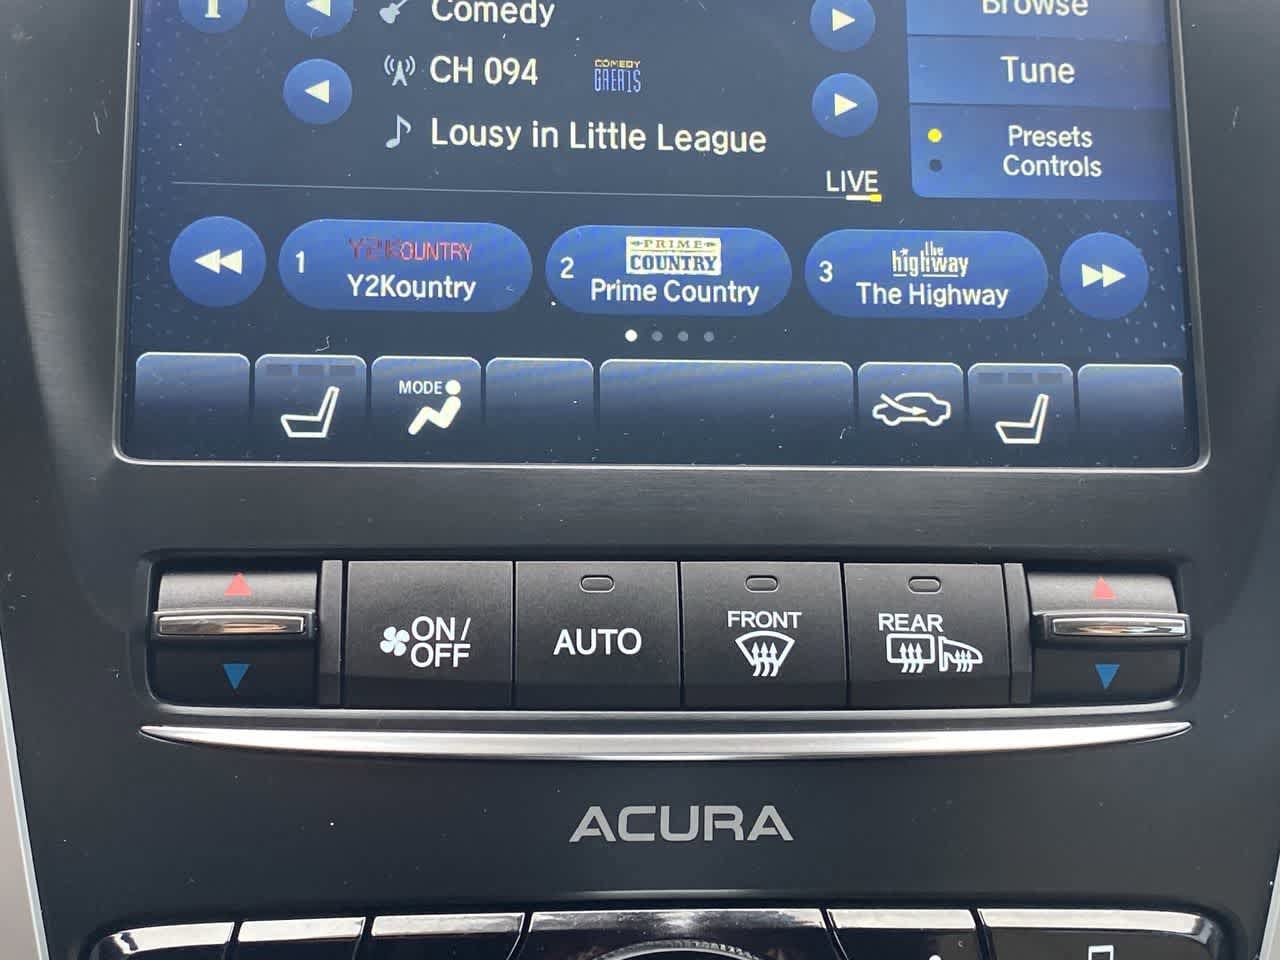 i
Comedy
Browse
CH 094
COMEDY
GREATS
Tune
Lousy in Little League
Presets
Controls
LIVE
1
Y2KOUNTRY
Y2Kountry
2
PRIME
COUNTRY
Prime Country
3
the
highway
The Highway
MODE
ON/
OFF
AUTO
FRONT
REAR
ACURA